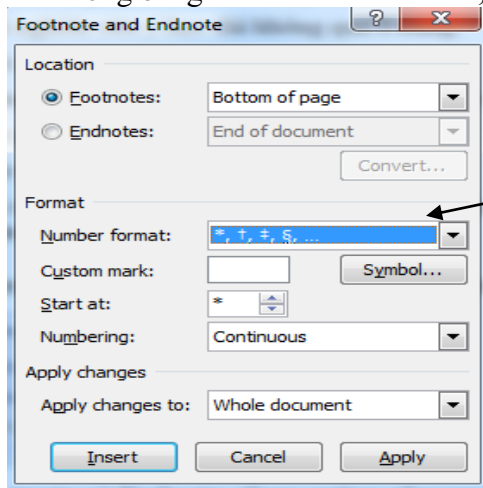 Footnote and Endnote
Location
Footnotes: Bottom of page
Endnotes: End of document
Convert...
Format
Number format: *, †, ‡, §, ...
Custom mark: Symbol...
Start at: *
Numbering: Continuous
Apply changes
Apply changes to: Whole document
Insert Cancel Apply